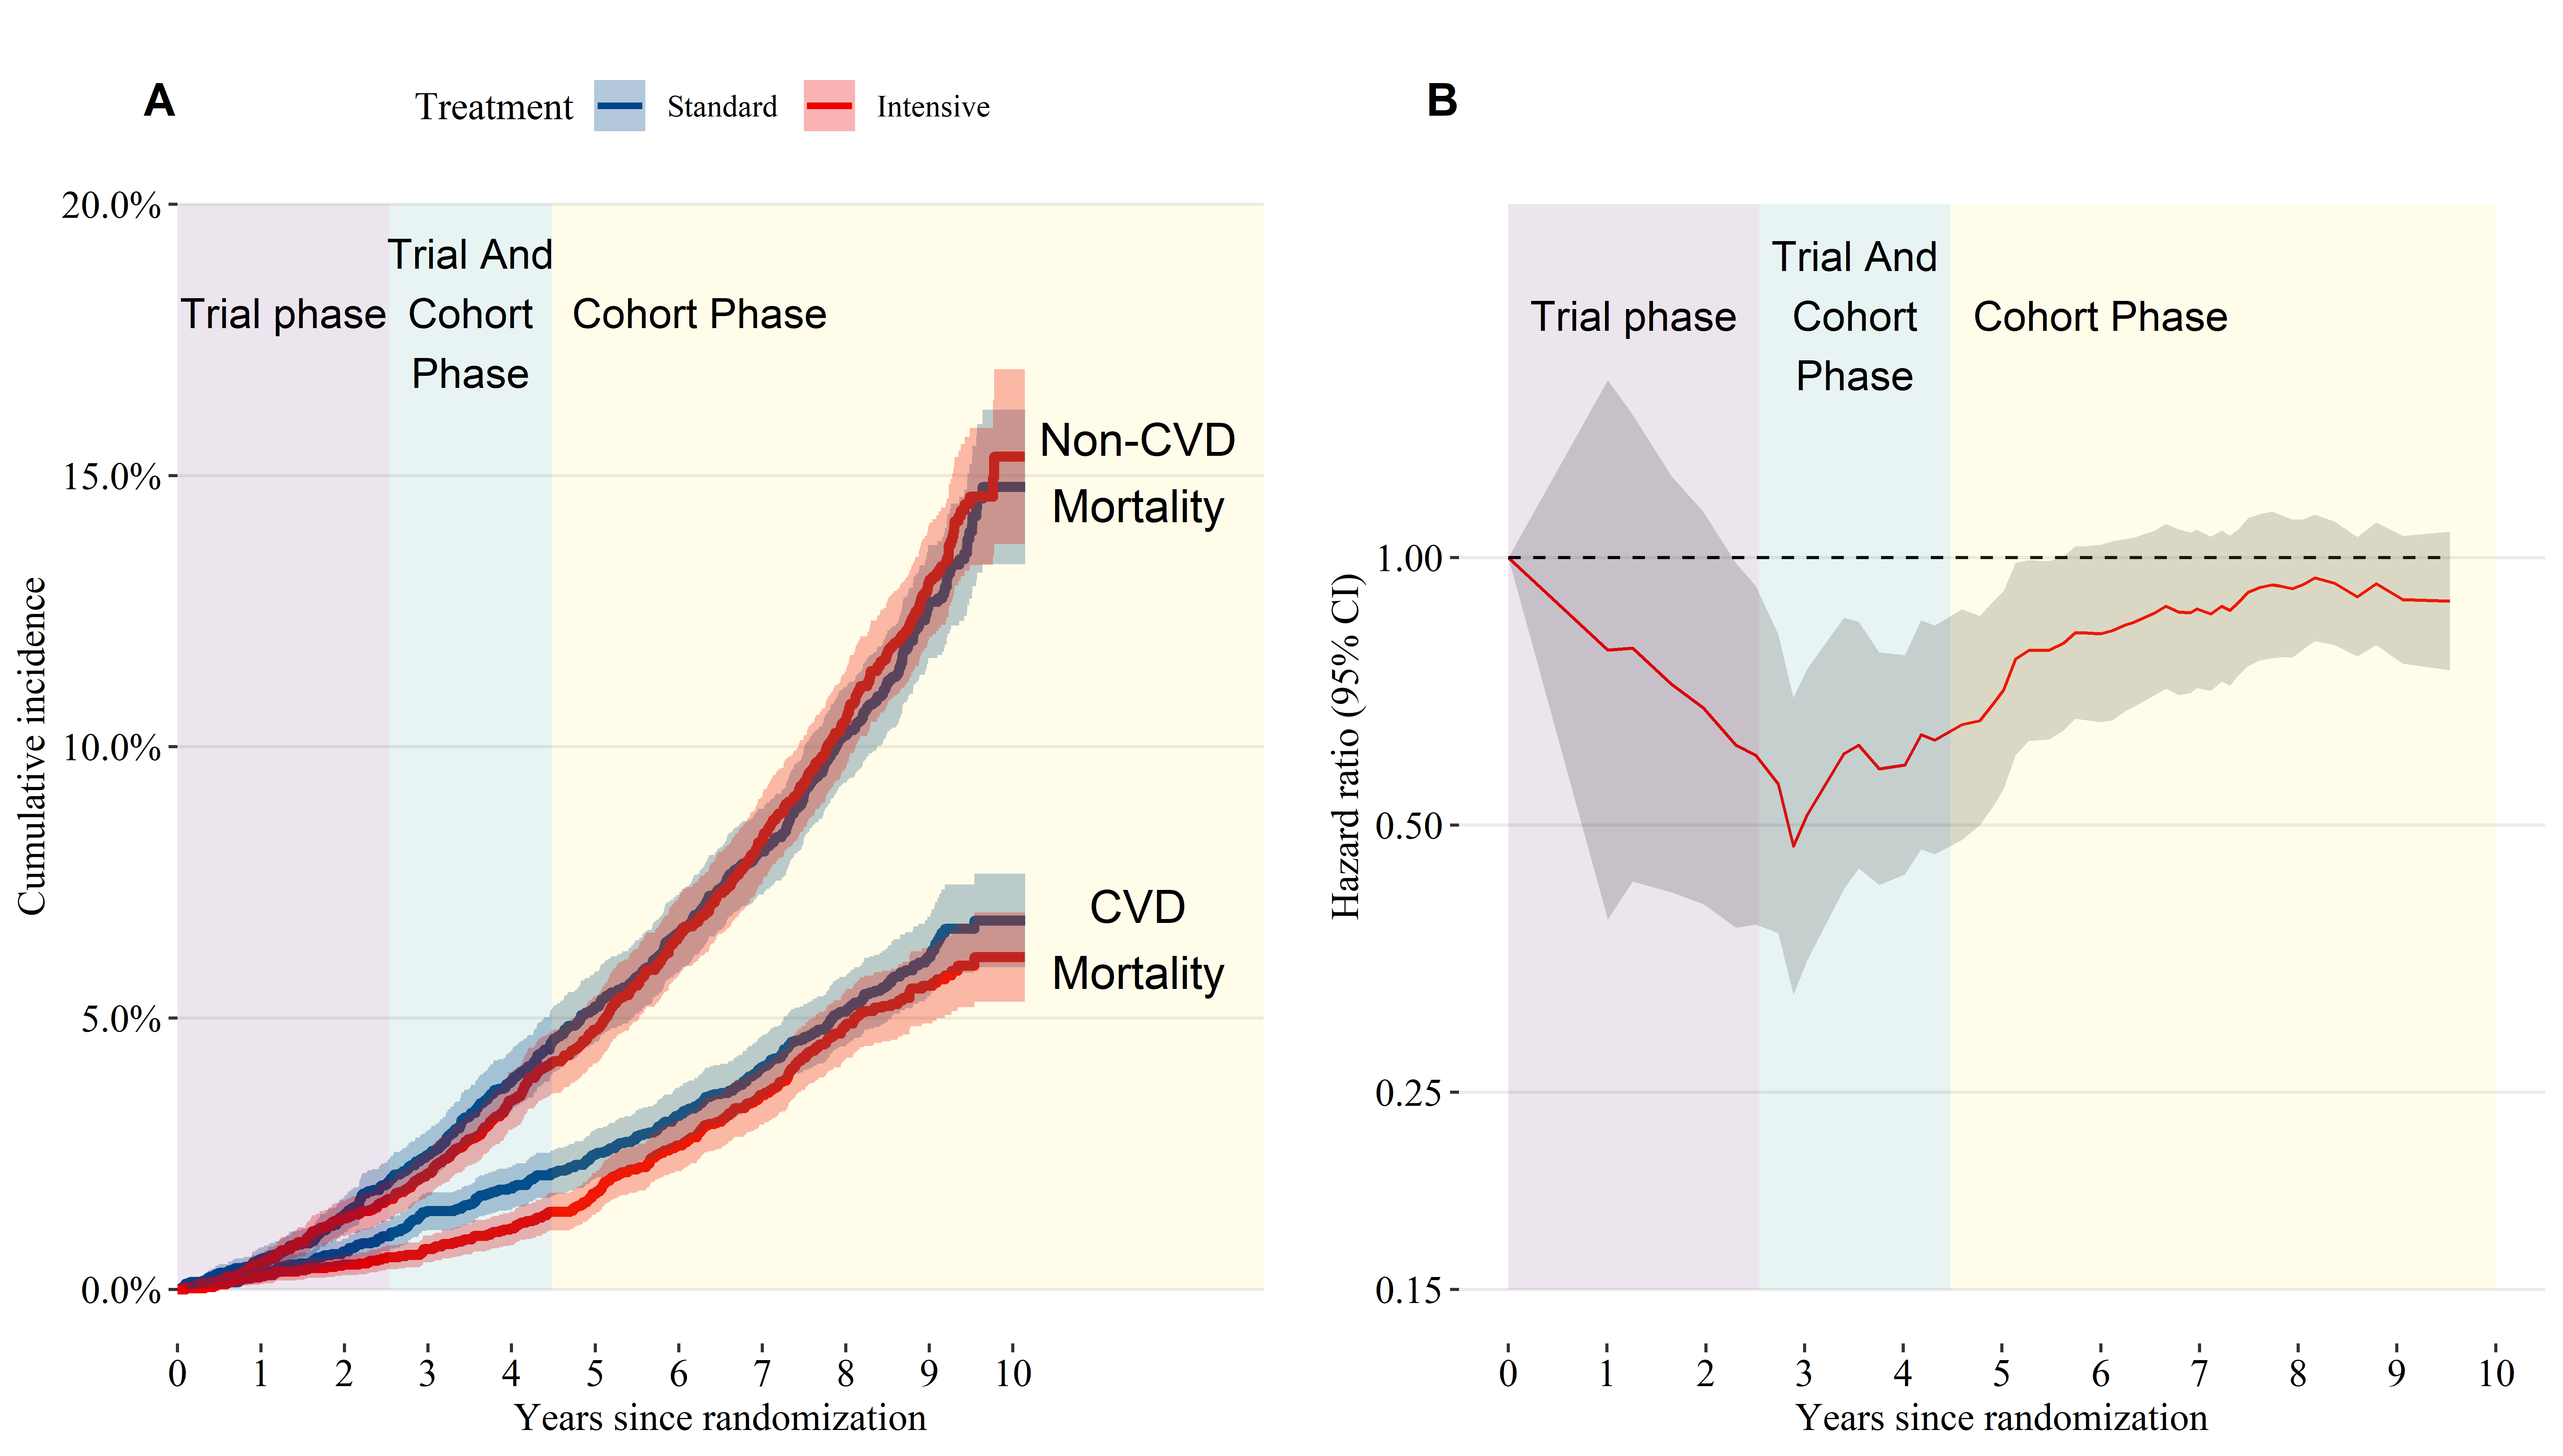 A
Treatment Standard Intensive
20.0%
15.0%
10.0%
5.0%
0.0%
Cumulative incidence
Trial phase
Trial And
Cohort
Phase
Cohort Phase
Non-CVD
Mortality
CVD
Mortality
0 1 2 3 4 5 6 7 8 9 10
Years since randomization
B
1.00
0.50
0.25
0.15
Hazard ratio (95% CI)
Trial phase
Trial And
Cohort
Phase
Cohort Phase
0 1 2 3 4 5 6 7 8 9 10
Years since randomization